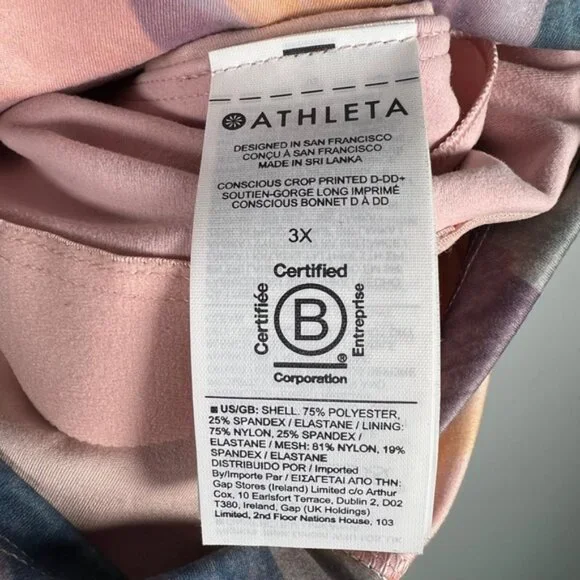 ATHLETA
DESIGNED IN SAN FRANCISCO
CONÇU À SAN FRANCISCO
MADE IN SRI LANKA
CONSCIOUS CROP PRINTED D-DD+
SOUTIEN-GORGE LONG IMPRIMÉ
CONSCIOUS BONNET D À DD
3X
Certified
Certifiée
B
Entreprise
®
Corporation
US/GB: SHELL: 75% POLYESTER,
25% SPANDEX / ELASTANE / LINING:
75% NYLON, 25% SPANDEX /
ELASTANE / MESH: 81% NYLON, 19%
SPANDEX / ELASTANE
DISTRIBUIDO POR / Imported
By/Importe Par / ΕΙΣΑΓΕΤΑΙ ΑΠΟ ΤΗΝ:
Gap Stores (Ireland) Limited c/o Arthur
Cox, 10 Earlsfort Terrace, Dublin 2, D02
T380, Ireland, Gap (UK Holdings)
Limited, 2nd Floor Nations House, 103